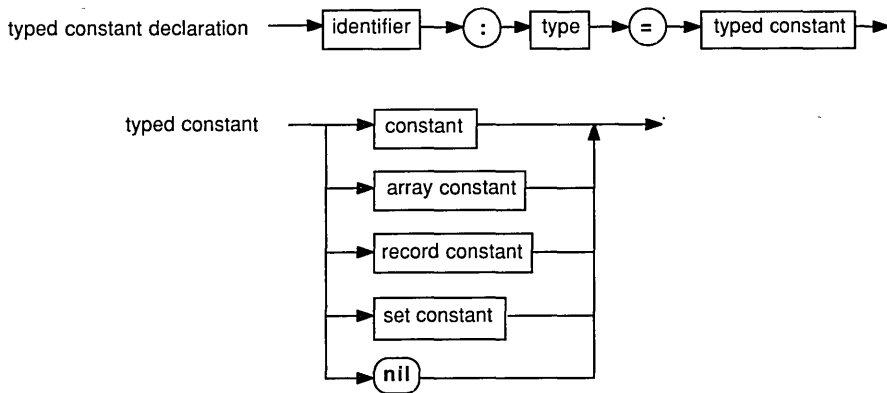 typed constant declaration identifier : type = typed constant
typed constant constant
array constant
record constant
set constant
nil